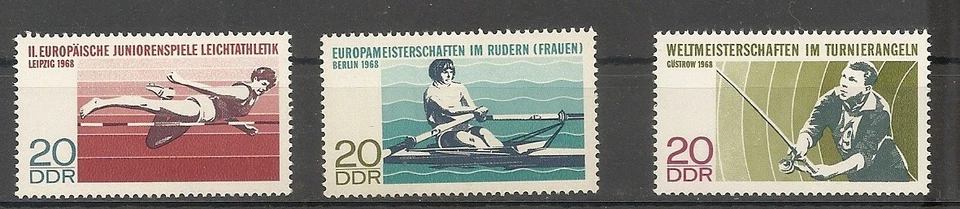 II. EUROPÄISCHE JUNIORENSPIELE LEICHTATHLETIK
LEIPZIG 1968
20
DDR
EUROPAMEISTERSCHAFTEN IM RUDERN (FRAUEN)
BERLIN 1968
20
DDR
WELTMEISTERSCHAFTEN IM TURNIERANGELN
GÜSTROW 1968
20
DDR